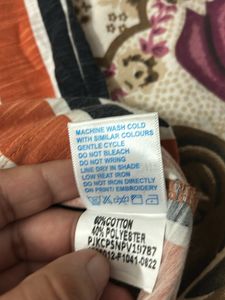 MACHINE WASH COLD
WITH SIMILAR COLOURS
GENTLE CYCLE
DO NOT BLEACH
DO NOT WRING
LINE DRY IN SHADE
LOW HEAT IRON
DO NOT IRON DIRECTLY
ON PRINT/ EMBROIDERY
60%COTTON
40% POLYESTER
PJKCPSNPV19787